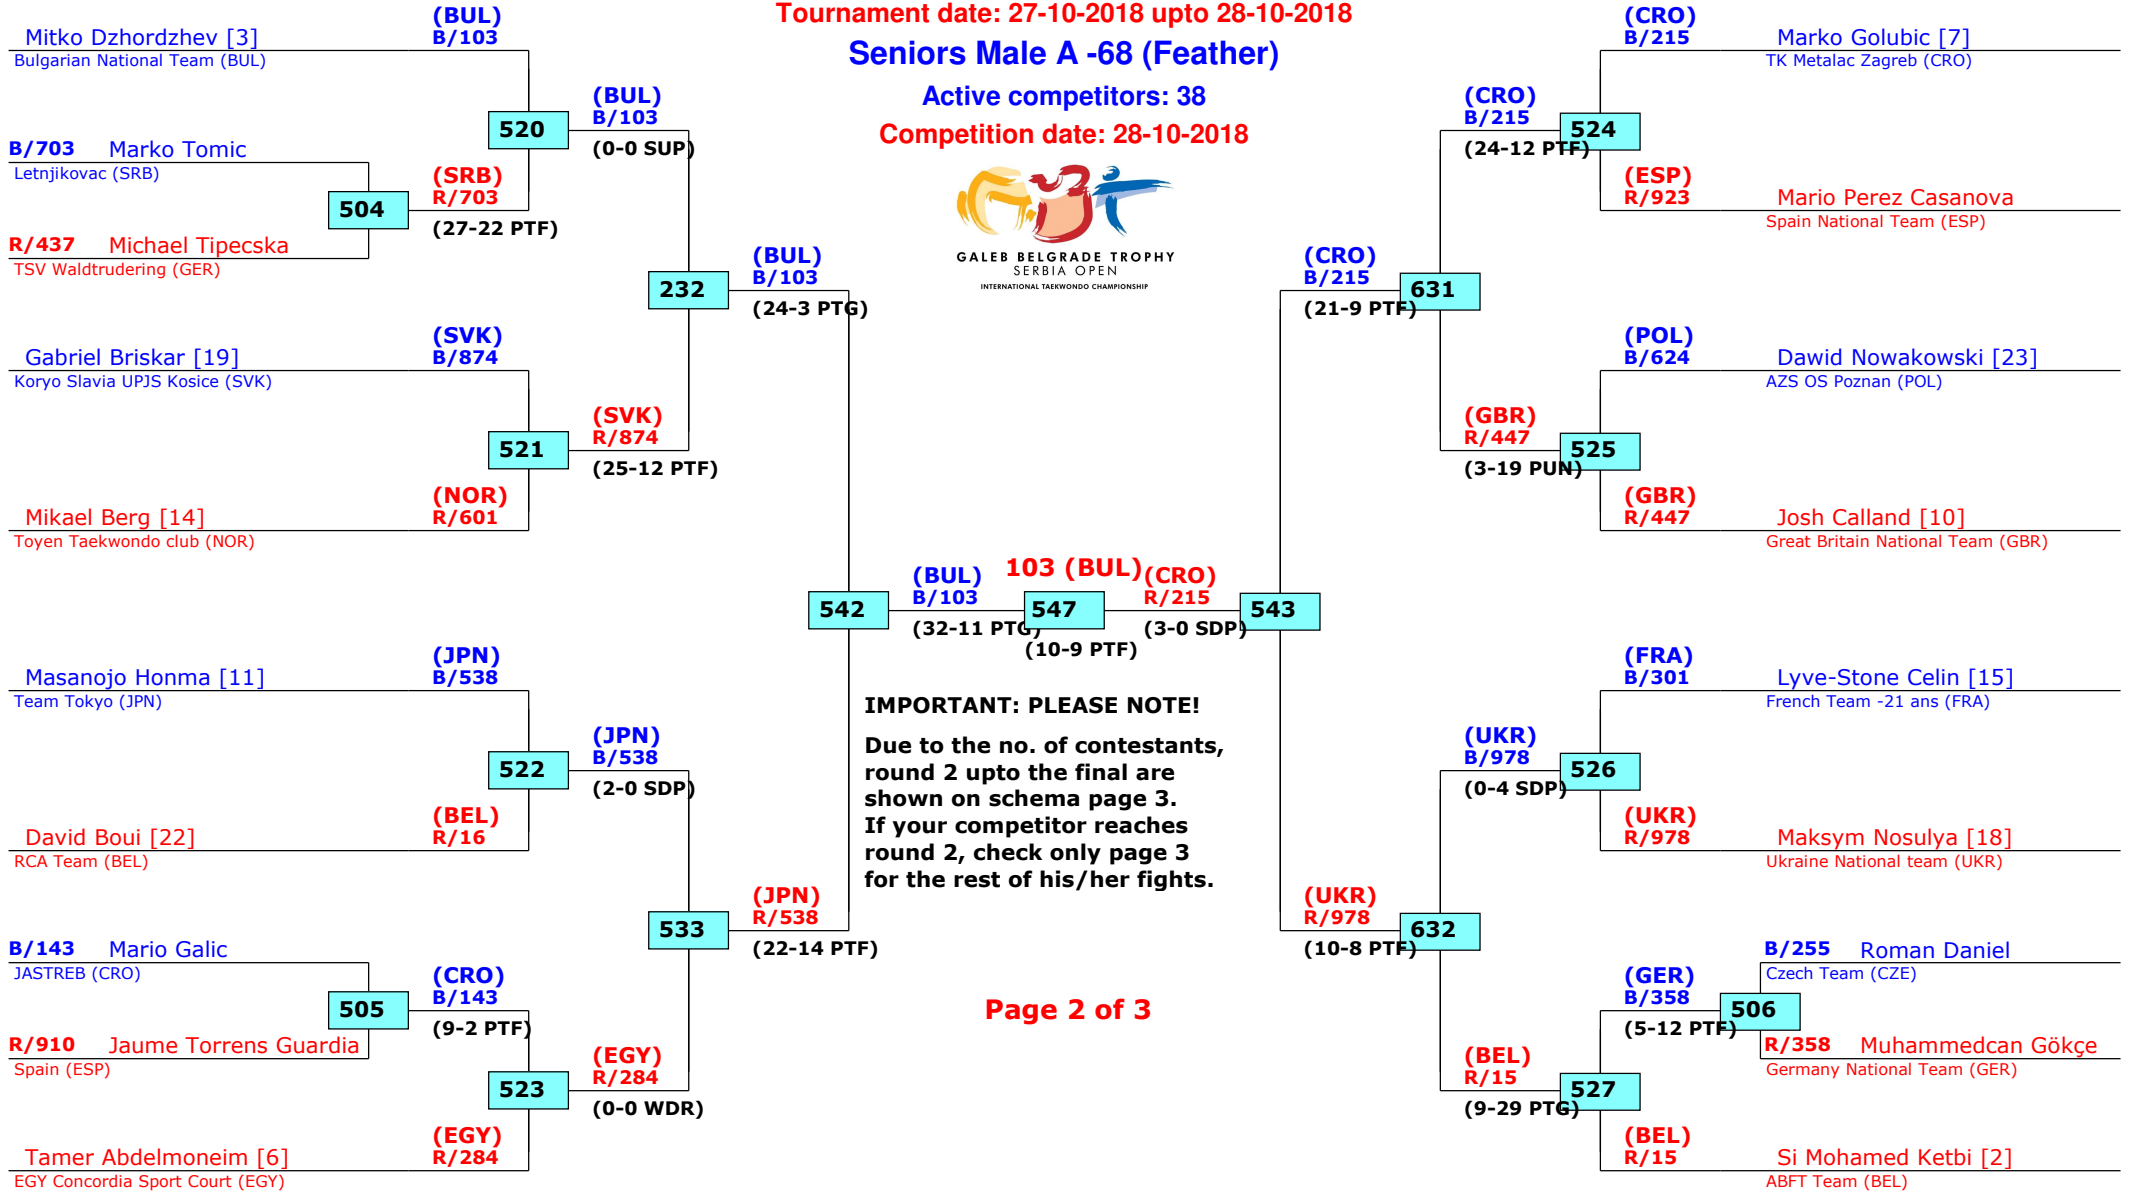 Tournament date: 27-10-2018 upto 28-10-2018
Seniors Male A -68 (Feather)
Active competitors: 38
Competition date: 28-10-2018
GALEB BELGRADE TROPHY
SERBIA OPEN
INTERNATIONAL TAEKWONDO CHAMPIONSHIP
Mitko Dzhordzhev [3]
Bulgarian National Team (BUL)
(BUL)
B/103
B/703 Marko Tomic
Letnjikovac (SRB)
504
R/437 Michael Tipecska
TSV Waldtrudering (GER)
(SRB)
R/703
(27-22 PTF)
520
(BUL)
B/103
(0-0 SUP)
Gabriel Briskar [19]
Koryo Slavia UPJS Kosice (SVK)
(SVK)
B/874
Mikael Berg [14]
Toyen Taekwondo club (NOR)
(NOR)
R/601
521
(SVK)
R/874
(25-12 PTF)
232
(BUL)
B/103
(24-3 PTG)
Masanojo Honma [11]
Team Tokyo (JPN)
(JPN)
B/538
David Boui [22]
RCA Team (BEL)
(BEL)
R/16
522
(JPN)
B/538
(2-0 SDP)
B/143 Mario Galic
JASTREB (CRO)
505
R/910 Jaume Torrens Guardia
Spain (ESP)
(CRO)
B/143
(9-2 PTF)
Tamer Abdelmoneim [6]
EGY Concordia Sport Court (EGY)
(EGY)
R/284
523
(EGY)
R/284
(0-0 WDR)
533
(JPN)
R/538
(22-14 PTF)
542
(BUL)
B/103
(32-11 PTG)
103 (BUL)
547
(10-9 PTF)
(CRO)
R/215
(3-0 SDP)
543
IMPORTANT: PLEASE NOTE!
Due to the no. of contestants,
round 2 upto the final are
shown on schema page 3.
If your competitor reaches
round 2, check only page 3
for the rest of his/her fights.
Page 2 of 3
(CRO)
B/215
Marko Golubic [7]
TK Metalac Zagreb (CRO)
(CRO)
B/215
(24-12 PTF)
524
(ESP)
R/923
Mario Perez Casanova
Spain National Team (ESP)
(CRO)
B/215
(21-9 PTF)
631
(POL)
B/624
Dawid Nowakowski [23]
AZS OS Poznan (POL)
(GBR)
R/447
(3-19 PUN)
525
(GBR)
R/447
Josh Calland [10]
Great Britain National Team (GBR)
(FRA)
B/301
Lyve-Stone Celin [15]
French Team -21 ans (FRA)
(UKR)
B/978
(0-4 SDP)
526
(UKR)
R/978
Maksym Nosulya [18]
Ukraine National team (UKR)
(UKR)
R/978
(10-8 PTF)
632
B/255 Roman Daniel
Czech Team (CZE)
(GER)
B/358
(5-12 PTF)
506
R/358 Muhammedcan Gökçe
Germany National Team (GER)
(BEL)
R/15
(9-29 PTG)
527
(BEL)
R/15
Si Mohamed Ketbi [2]
ABFT Team (BEL)